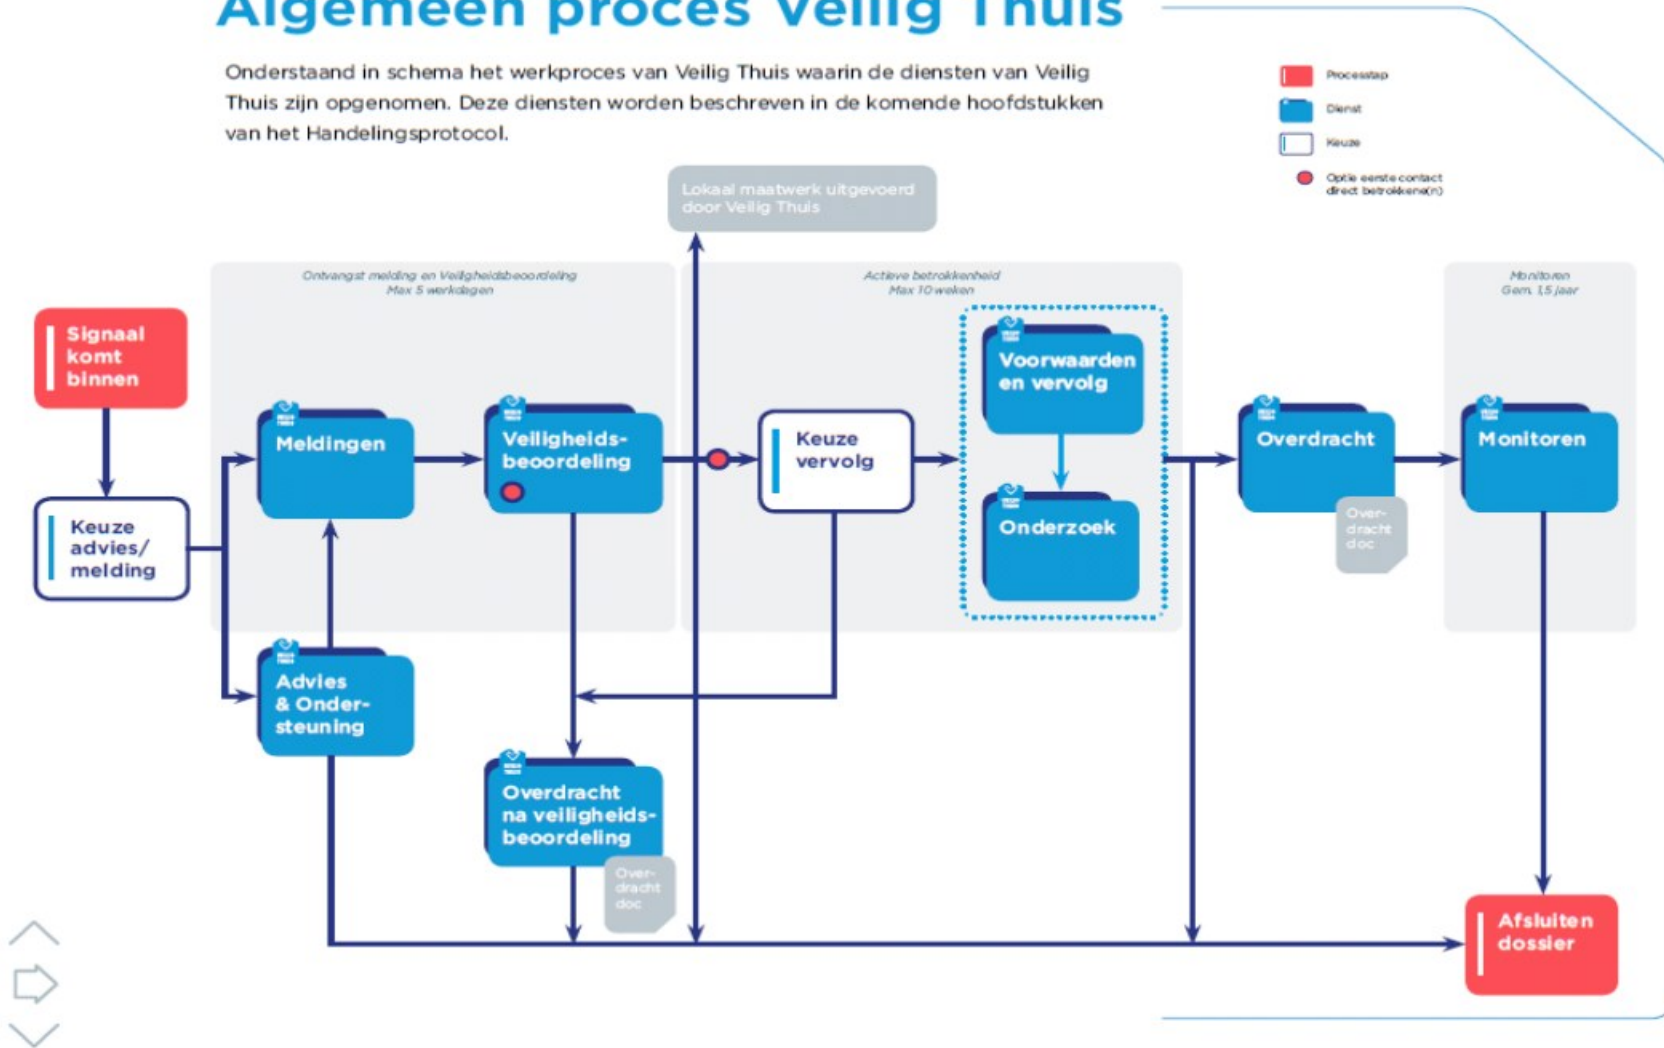 Algemeen proces Veilig Thuis
Onderstaand in schema het werkproces van Veilig Thuis waarin de diensten van Veilig
Thuis zijn opgenomen. Deze diensten worden beschreven in de komende hoofdstukken
van het Handelingsprotocol.
Processtap
Dienst
Keuze
Optie eerste contact
direct betrokkene(n)
Lokaal maatwerk uitgevoerd
door Veilig Thuis
Ontvangst melding en Veiligheidsbeoordeling
Max 5 werkdagen
Actieve betrokkenheid
Max 10 weken
Monitoren
Gem. 1,5 jaar
Signaal
komt
binnen
Keuze
advies/
melding
Meldingen
Veiligheids-
beoordeling
Keuze
vervolg
Voorwaarden
en vervolg
Onderzoek
Overdracht
Over-
dracht
doc
Monitoren
Advies
& Onder-
steuning
Overdracht
na veiligheids-
beoordeling
Over-
dracht
doc
Afsluiten
dossier